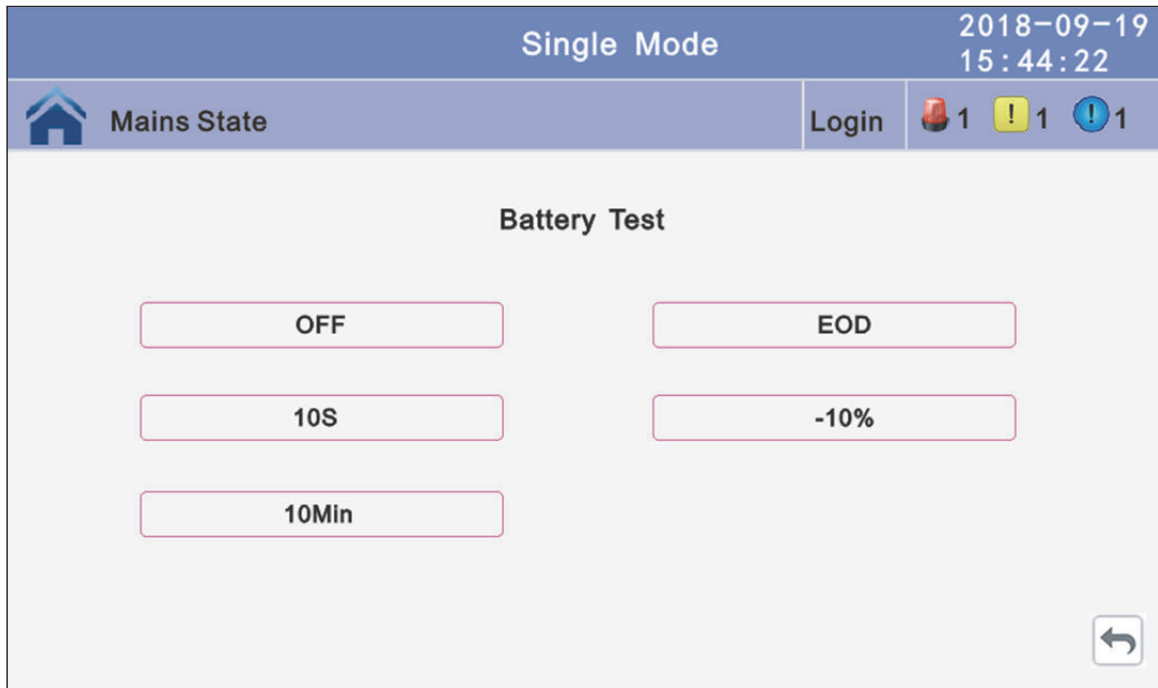 Single Mode
2018-09-19
15:44:22
Mains State
Login
1
! 1
! 1
Battery Test
OFF
EOD
10S
-10%
10Min